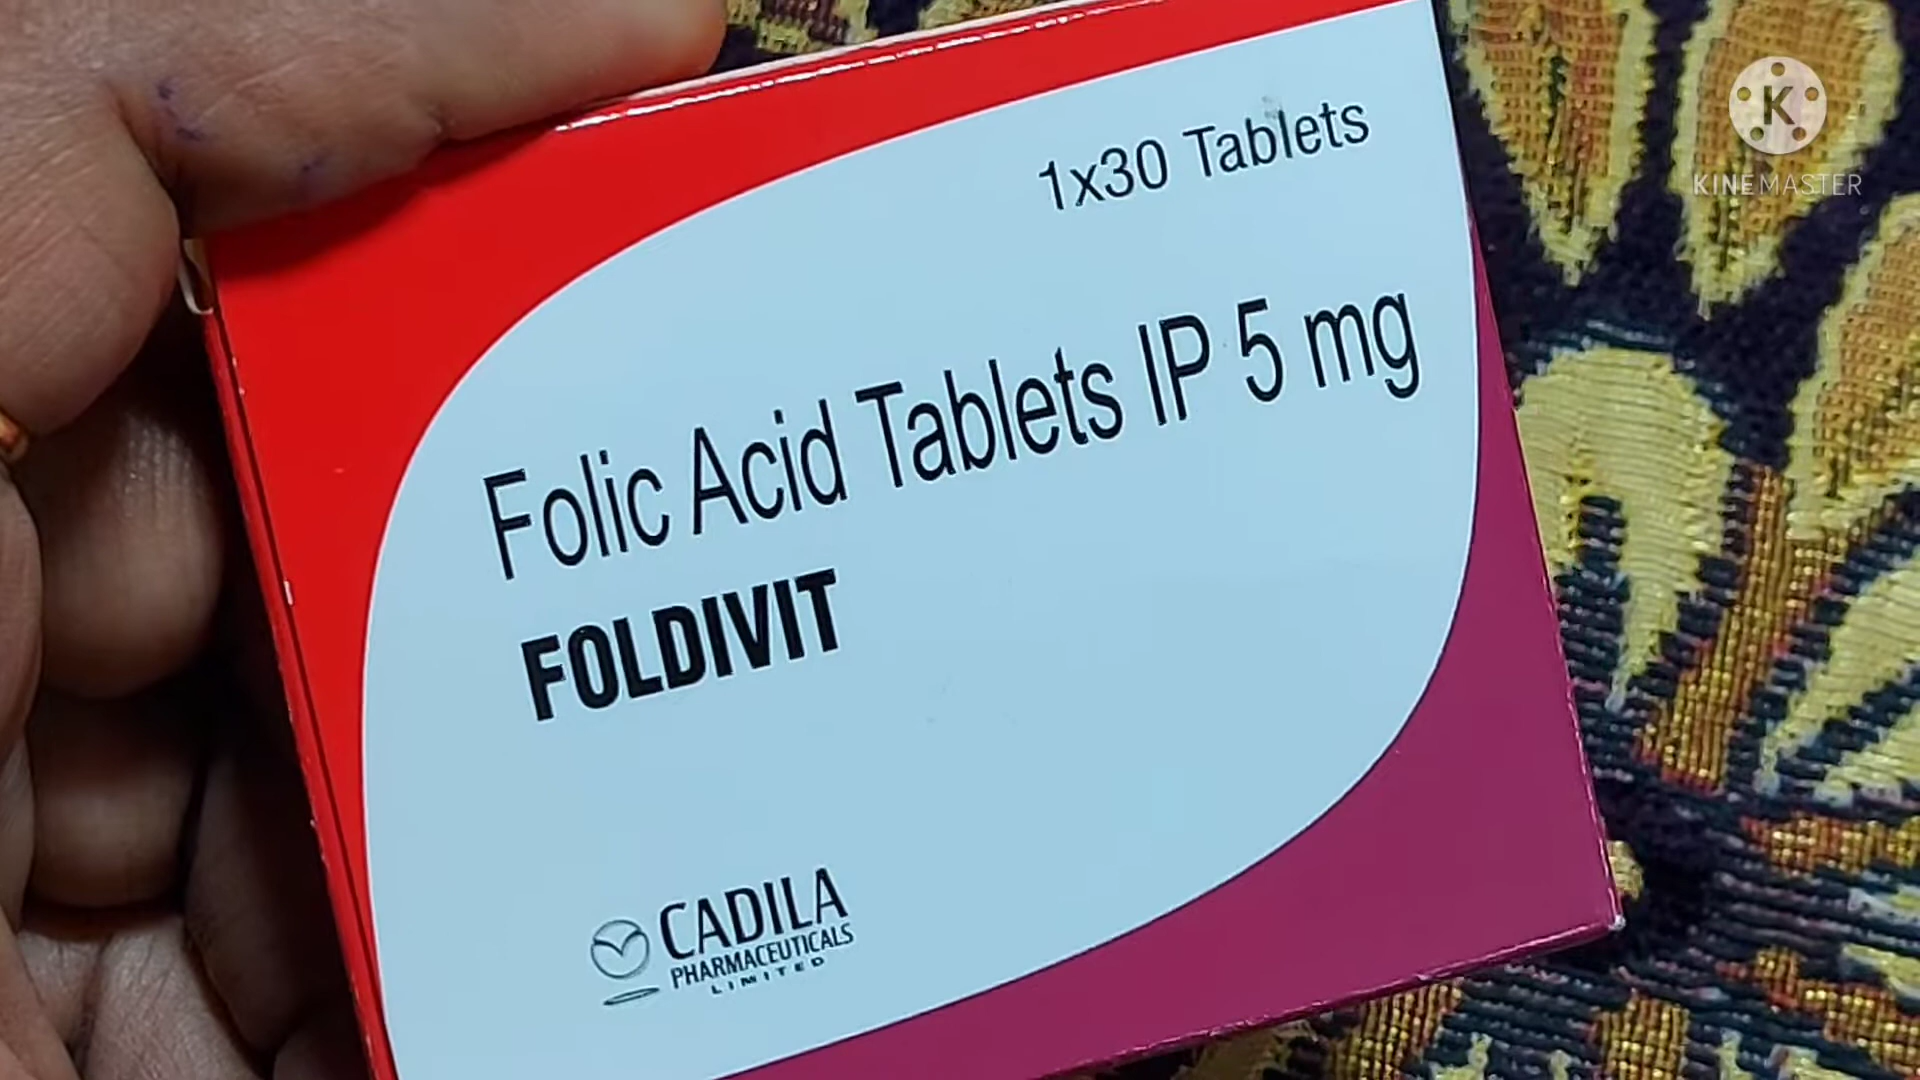 1x30 Tablets
Folic Acid Tablets IP 5 mg
FOLDIVIT
CADILA
PHARMACEUTICALS
LIMITED
K
KINEMASTER